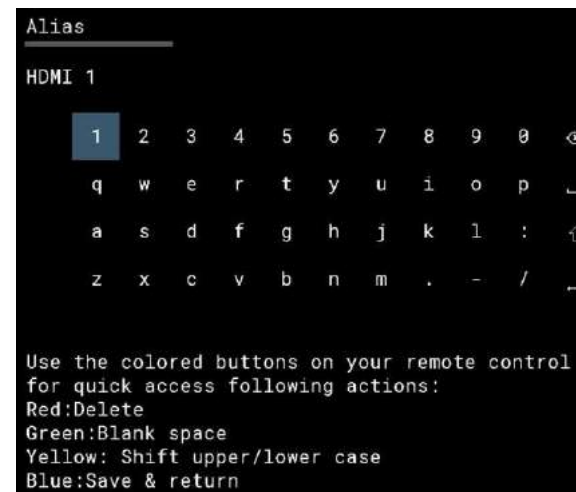 Alias
HDMI 1
1 2 3 4 5 6 7 8 9 0
q w e r t y u i o p
a s d f g h j k l :
z x c v b n m . - /
Use the colored buttons on your remote control
for quick access following actions:
Red:Delete
Green:Blank space
Yellow: Shift upper/lower case
Blue:Save & return